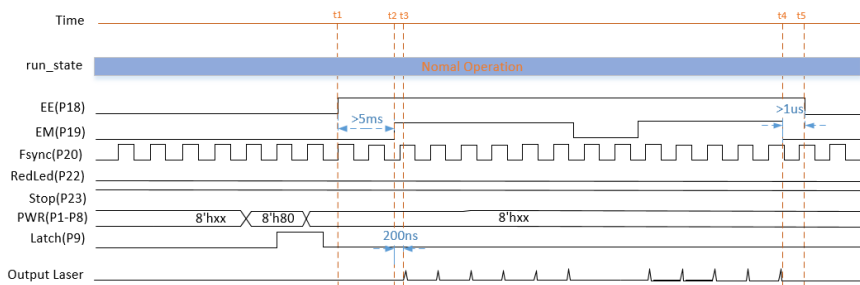 Time t1 t2 t3 t4 t5
run_state Nomal Operation
EE(P18) >5ms >1us
EM(P19)
Fsync(P20)
RedLed(P22)
Stop(P23)
PWR(P1-P8) 8'hxx 8'h80 8'hxx
Latch(P9) 200ns
Output Laser